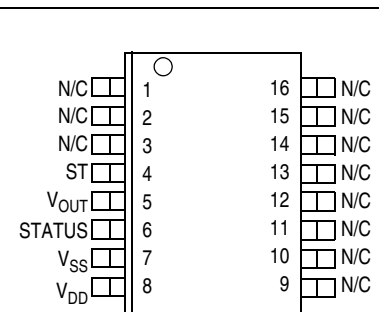 N/C 1 16 N/C
N/C 2 15 N/C
N/C 3 14 N/C
ST 4 13 N/C
VOUT 5 12 N/C
STATUS 6 11 N/C
VSS 7 10 N/C
VDD 8 9 N/C